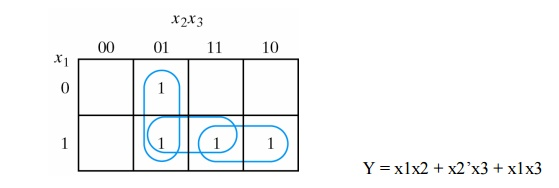 x2x3
00 01 11 10
x1
0 1
1 1 1 1
Y = x1x2 + x2’x3 + x1x3